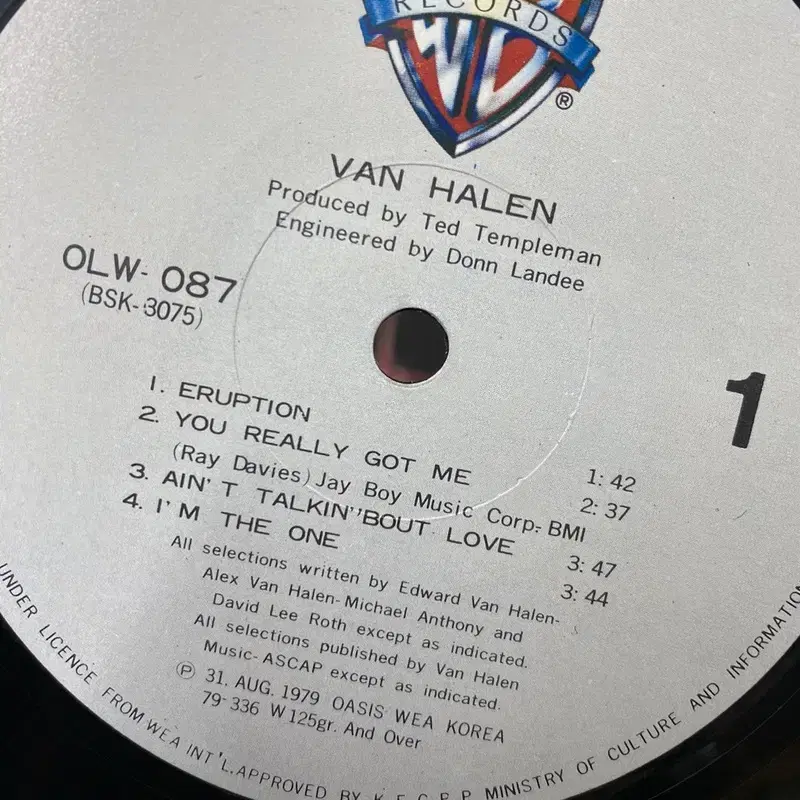 RECORDS
®
VAN HALEN
Produced by Ted Templeman
Engineered by Donn Landee
OLW- 087
(BSK-3075)
1
1. ERUPTION 1:42
2. YOU REALLY GOT ME 2:37
(Ray Davies) Jay Boy Music Corp.- BMI
3. AIN'T TALKIN''BOUT LOVE 3:47
4. I'M THE ONE 3:44
All selections written by Edward Van Halen-
Alex Van Halen-Michael Anthony and
David Lee Roth except as indicated.
All selections published by Van Halen
Music-ASCAP except as indicated.
Ⓟ 31. AUG. 1979 OASIS WEA KOREA
79-336 W125gr. And Over
UNDER LICENCE FROM WEA INT'L, APPROVED BY K.E.C.P.P. MINISTRY OF CULTURE AND INFORMATION